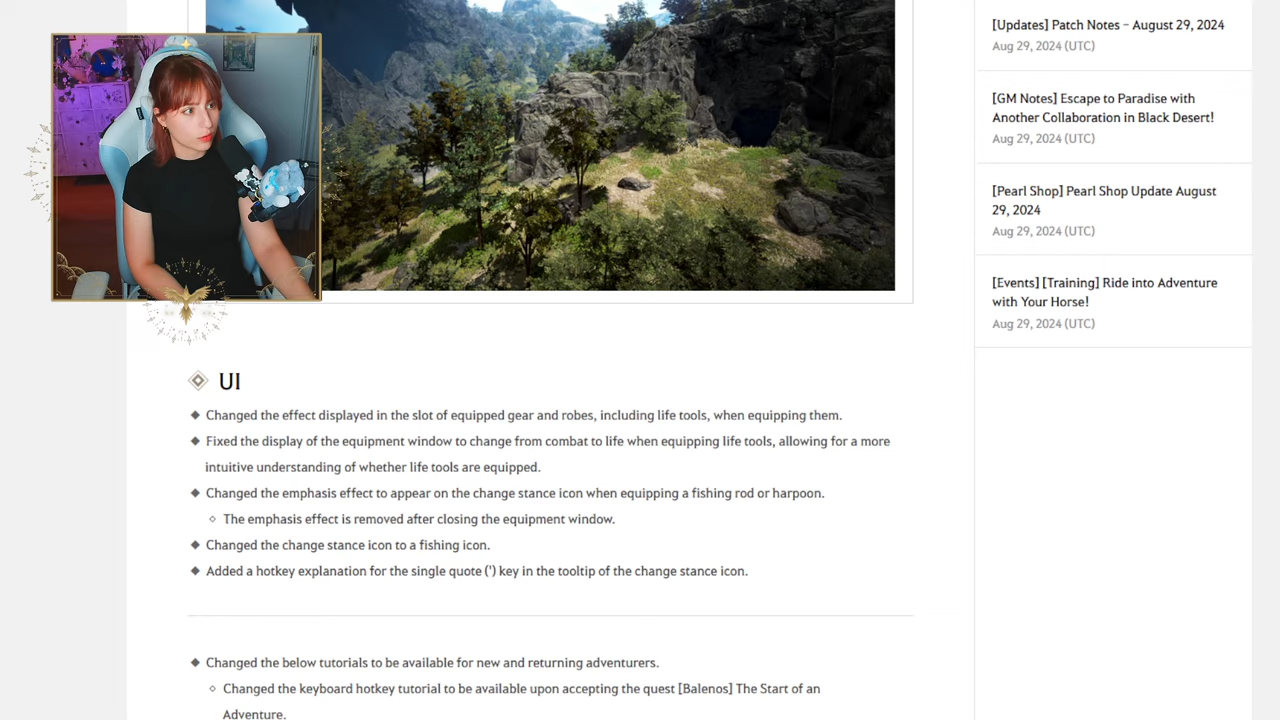 [Updates] Patch Notes – August 29, 2024
Aug 29, 2024 (UTC)
[GM Notes] Escape to Paradise with
Another Collaboration in Black Desert!
Aug 29, 2024 (UTC)
[Pearl Shop] Pearl Shop Update August
29, 2024
Aug 29, 2024 (UTC)
[Events] [Training] Ride into Adventure
with Your Horse!
Aug 29, 2024 (UTC)
UI
Changed the effect displayed in the slot of equipped gear and robes, including life tools, when equipping them.
Fixed the display of the equipment window to change from combat to life when equipping life tools, allowing for a more
intuitive understanding of whether life tools are equipped.
Changed the emphasis effect to appear on the change stance icon when equipping a fishing rod or harpoon.
The emphasis effect is removed after closing the equipment window.
Changed the change stance icon to a fishing icon.
Added a hotkey explanation for the single quote (') key in the tooltip of the change stance icon.
Changed the below tutorials to be available for new and returning adventurers.
Changed the keyboard hotkey tutorial to be available upon accepting the quest [Balenos] The Start of an
Adventure.